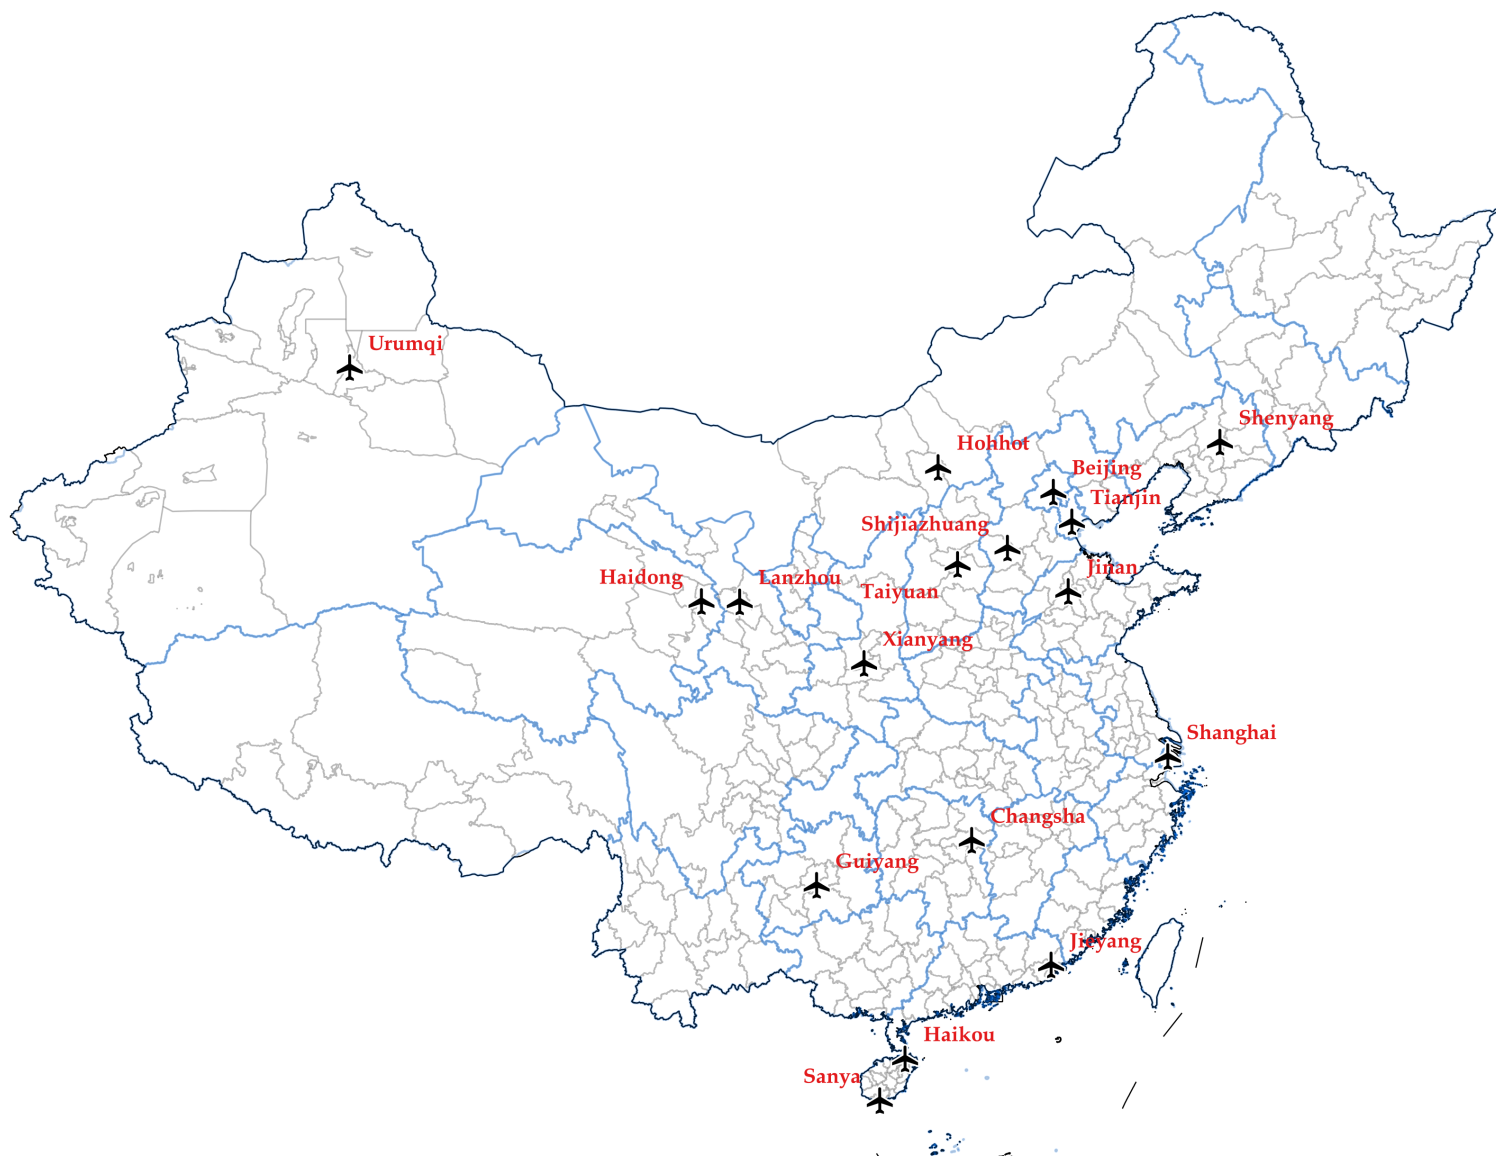 Urumqi
Shenyang
Hohhot
Beijing
Tianjin
Shijiazhuang
Jinan
Haidong
Lanzhou
Taiyuan
Xianyang
Shanghai
Changsha
Guiyang
Jieyang
Haikou
Sanya